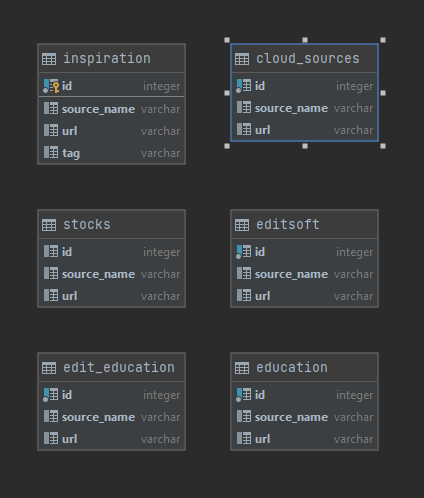 inspiration
id integer
source_name varchar
url varchar
tag varchar
cloud_sources
id integer
source_name varchar
url varchar
stocks
id integer
source_name varchar
url varchar
editsoft
id integer
source_name varchar
url varchar
edit_education
id integer
source_name varchar
url varchar
education
id integer
source_name varchar
url varchar